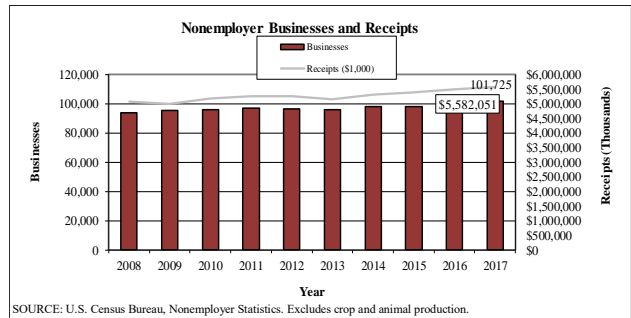 Nonemployer Businesses and Receipts
Businesses
Receipts ($1,000)
120,000
100,000
80,000
60,000
40,000
20,000
0
Businesses
$6,000,000
$5,500,000
$5,000,000
$4,500,000
$4,000,000
$3,500,000
$3,000,000
$2,500,000
$2,000,000
$1,500,000
$1,000,000
$500,000
$0
Receipts (Thousands)
101,725
$5,582,051
2008 2009 2010 2011 2012 2013 2014 2015 2016 2017
Year
SOURCE: U.S. Census Bureau, Nonemployer Statistics. Excludes crop and animal production.